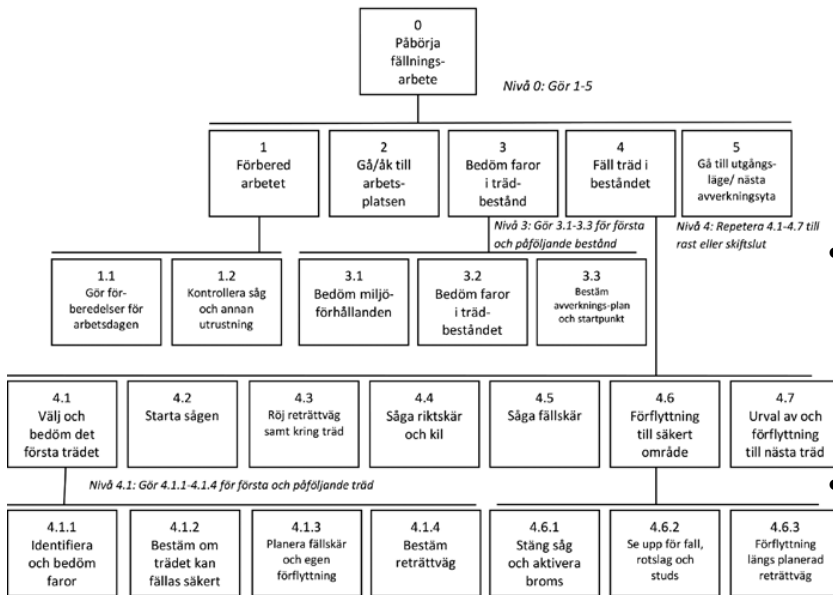 0
Påbörja
fällnings-
arbete
Nivå 0: Gör 1-5
1
Förbered
arbetet
2
Gå/åk till
arbets-
platsen
3
Bedöm faror
i träd-
bestånd
4
Fäll träd i
beståndet
5
Gå till utgångs-
läge/ nästa
avverkningsyta
Nivå 3: Gör 3.1-3.3 för första
och påföljande bestånd
Nivå 4: Repetera 4.1-4.7 till
rast eller skiftslut
1.1
Gör för-
beredelser för
arbetsdagen
1.2
Kontrollera såg
och annan
utrustning
3.1
Bedöm miljö-
förhållanden
3.2
Bedöm faror
i träd-
beståndet
3.3
Bestäm
avverknings-plan
och startpunkt
4.1
Välj och
bedöm det
första trädet
4.2
Starta sågen
4.3
Röj reträttväg
samt kring träd
4.4
Såga riktskär
och kil
4.5
Såga fällskär
4.6
Förflyttning
till säkert
område
4.7
Urval av och
förflyttning
till nästa träd
Nivå 4.1: Gör 4.1.1-4.1.4 för första och påföljande träd
4.1.1
Identifiera
och bedöm
faror
4.1.2
Bestäm om
trädet kan
fällas säkert
4.1.3
Planera fällskär
och egen
förflyttning
4.1.4
Bestäm
reträttväg
4.6.1
Stäng såg
och aktivera
broms
4.6.2
Se upp för fall,
rotslag och
studs
4.6.3
Förflyttning
längs planerad
reträttväg